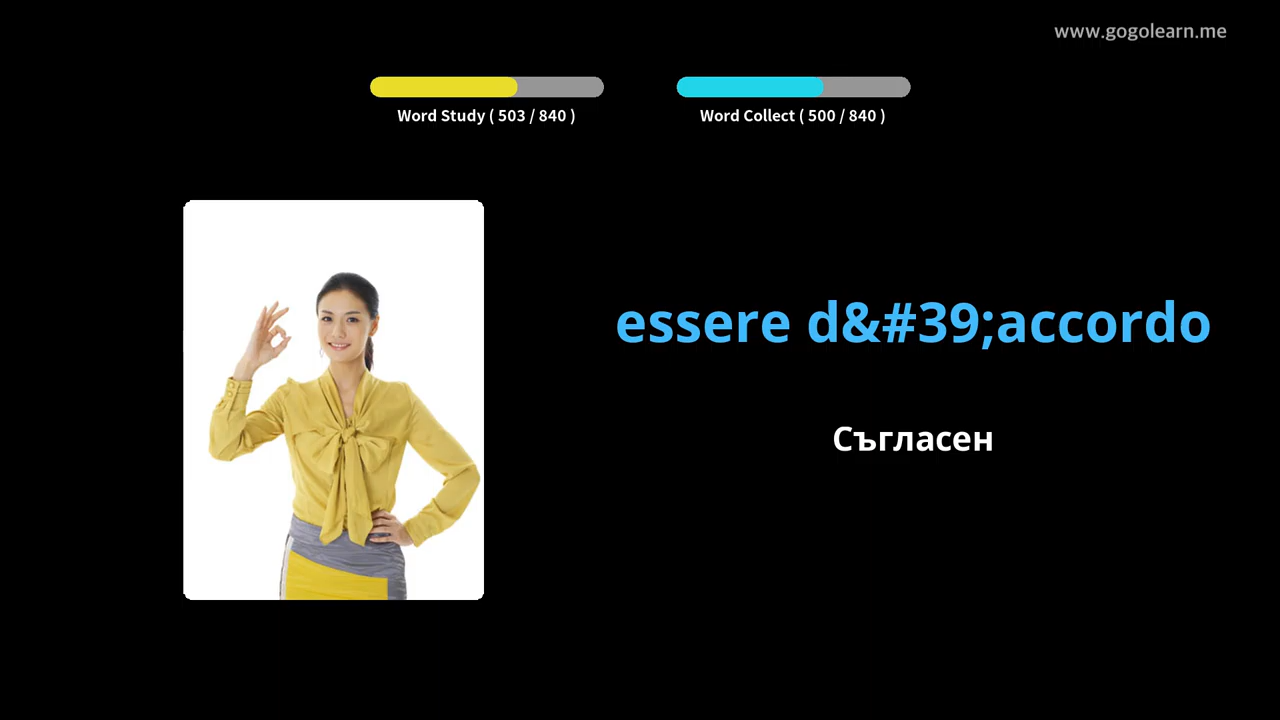 www.gogolearn.me
Word Study ( 503 / 840 )
Word Collect ( 500 / 840 )
essere d&#39;accordo
Съгласен